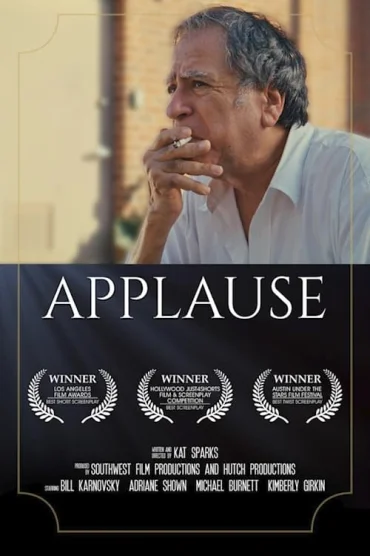 APPLAUSE
WINNER
LOS ANGELES
FILM AWARDS
BEST SHORT SCREENPLAY
WINNER
HOLLYWOOD JUST4SHORTS
FILM & SCREENPLAY
COMPETITION
BEST SCREENPLAY
WINNER
AUSTIN UNDER THE
STARS FILM FESTIVAL
BEST TWIST SCREENPLAY
WRITTEN AND
DIRECTED BY KAT SPARKS
PRODUCED BY SOUTHWEST FILM PRODUCTIONS AND HUTCH PRODUCTIONS
STARRING BILL KARNOVSKY ADRIANE SHOWN MICHAEL BURNETT KIMBERLY GIRKIN